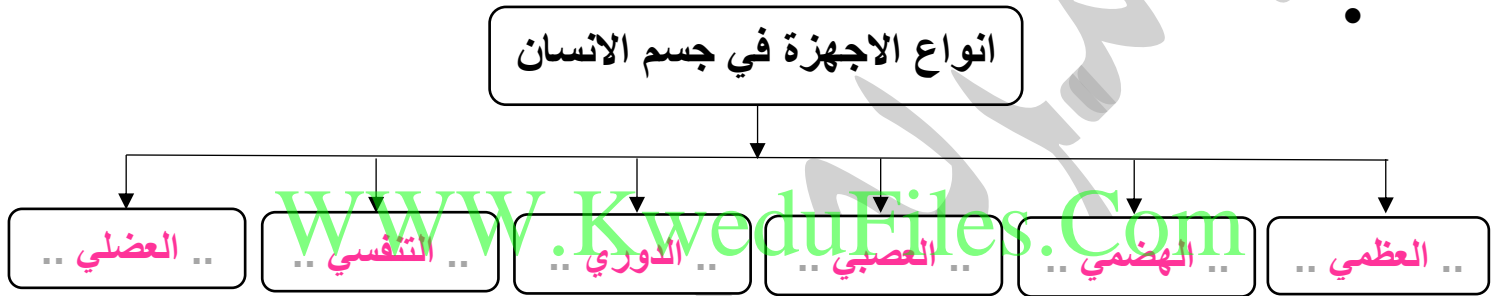 •
انواع الاجهزة في جسم الانسان
.. العظمي .. .. الهضمي .. .. العصبي .. .. الدوري .. .. التنفسي .. .. العضلي ..
WWW.KweduFiles.Com